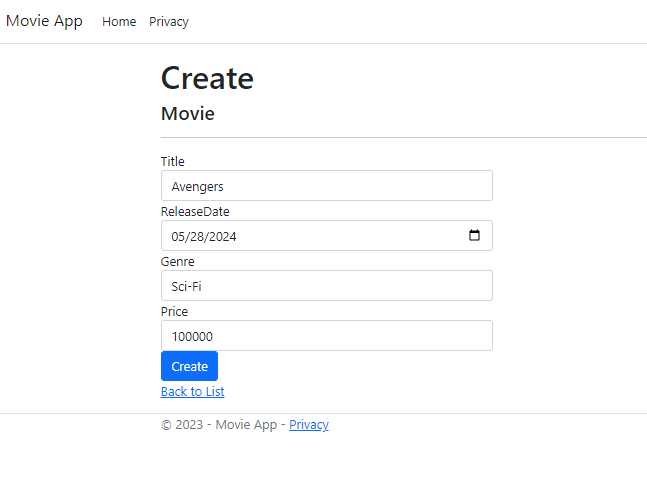 Movie App Home Privacy
Create
Movie
Title
Avengers
ReleaseDate
05/28/2024
Genre
Sci-Fi
Price
100000
Create
Back to List
© 2023 - Movie App - Privacy